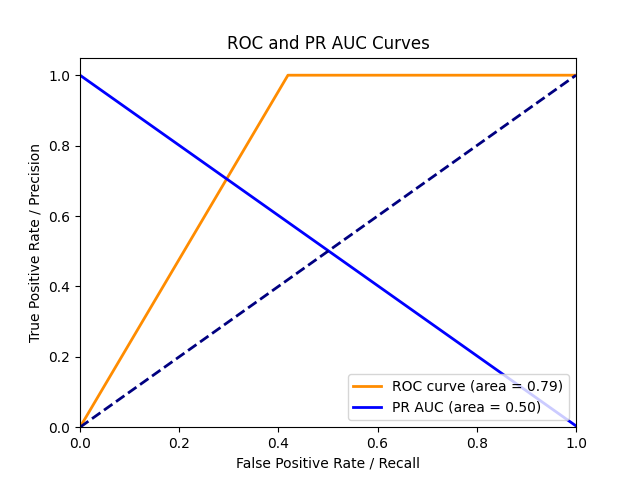 ROC and PR AUC Curves
True Positive Rate / Precision
1.0
0.8
0.6
0.4
0.2
0.0
ROC curve (area = 0.79)
PR AUC (area = 0.50)
0.0 0.2 0.4 0.6 0.8 1.0
False Positive Rate / Recall